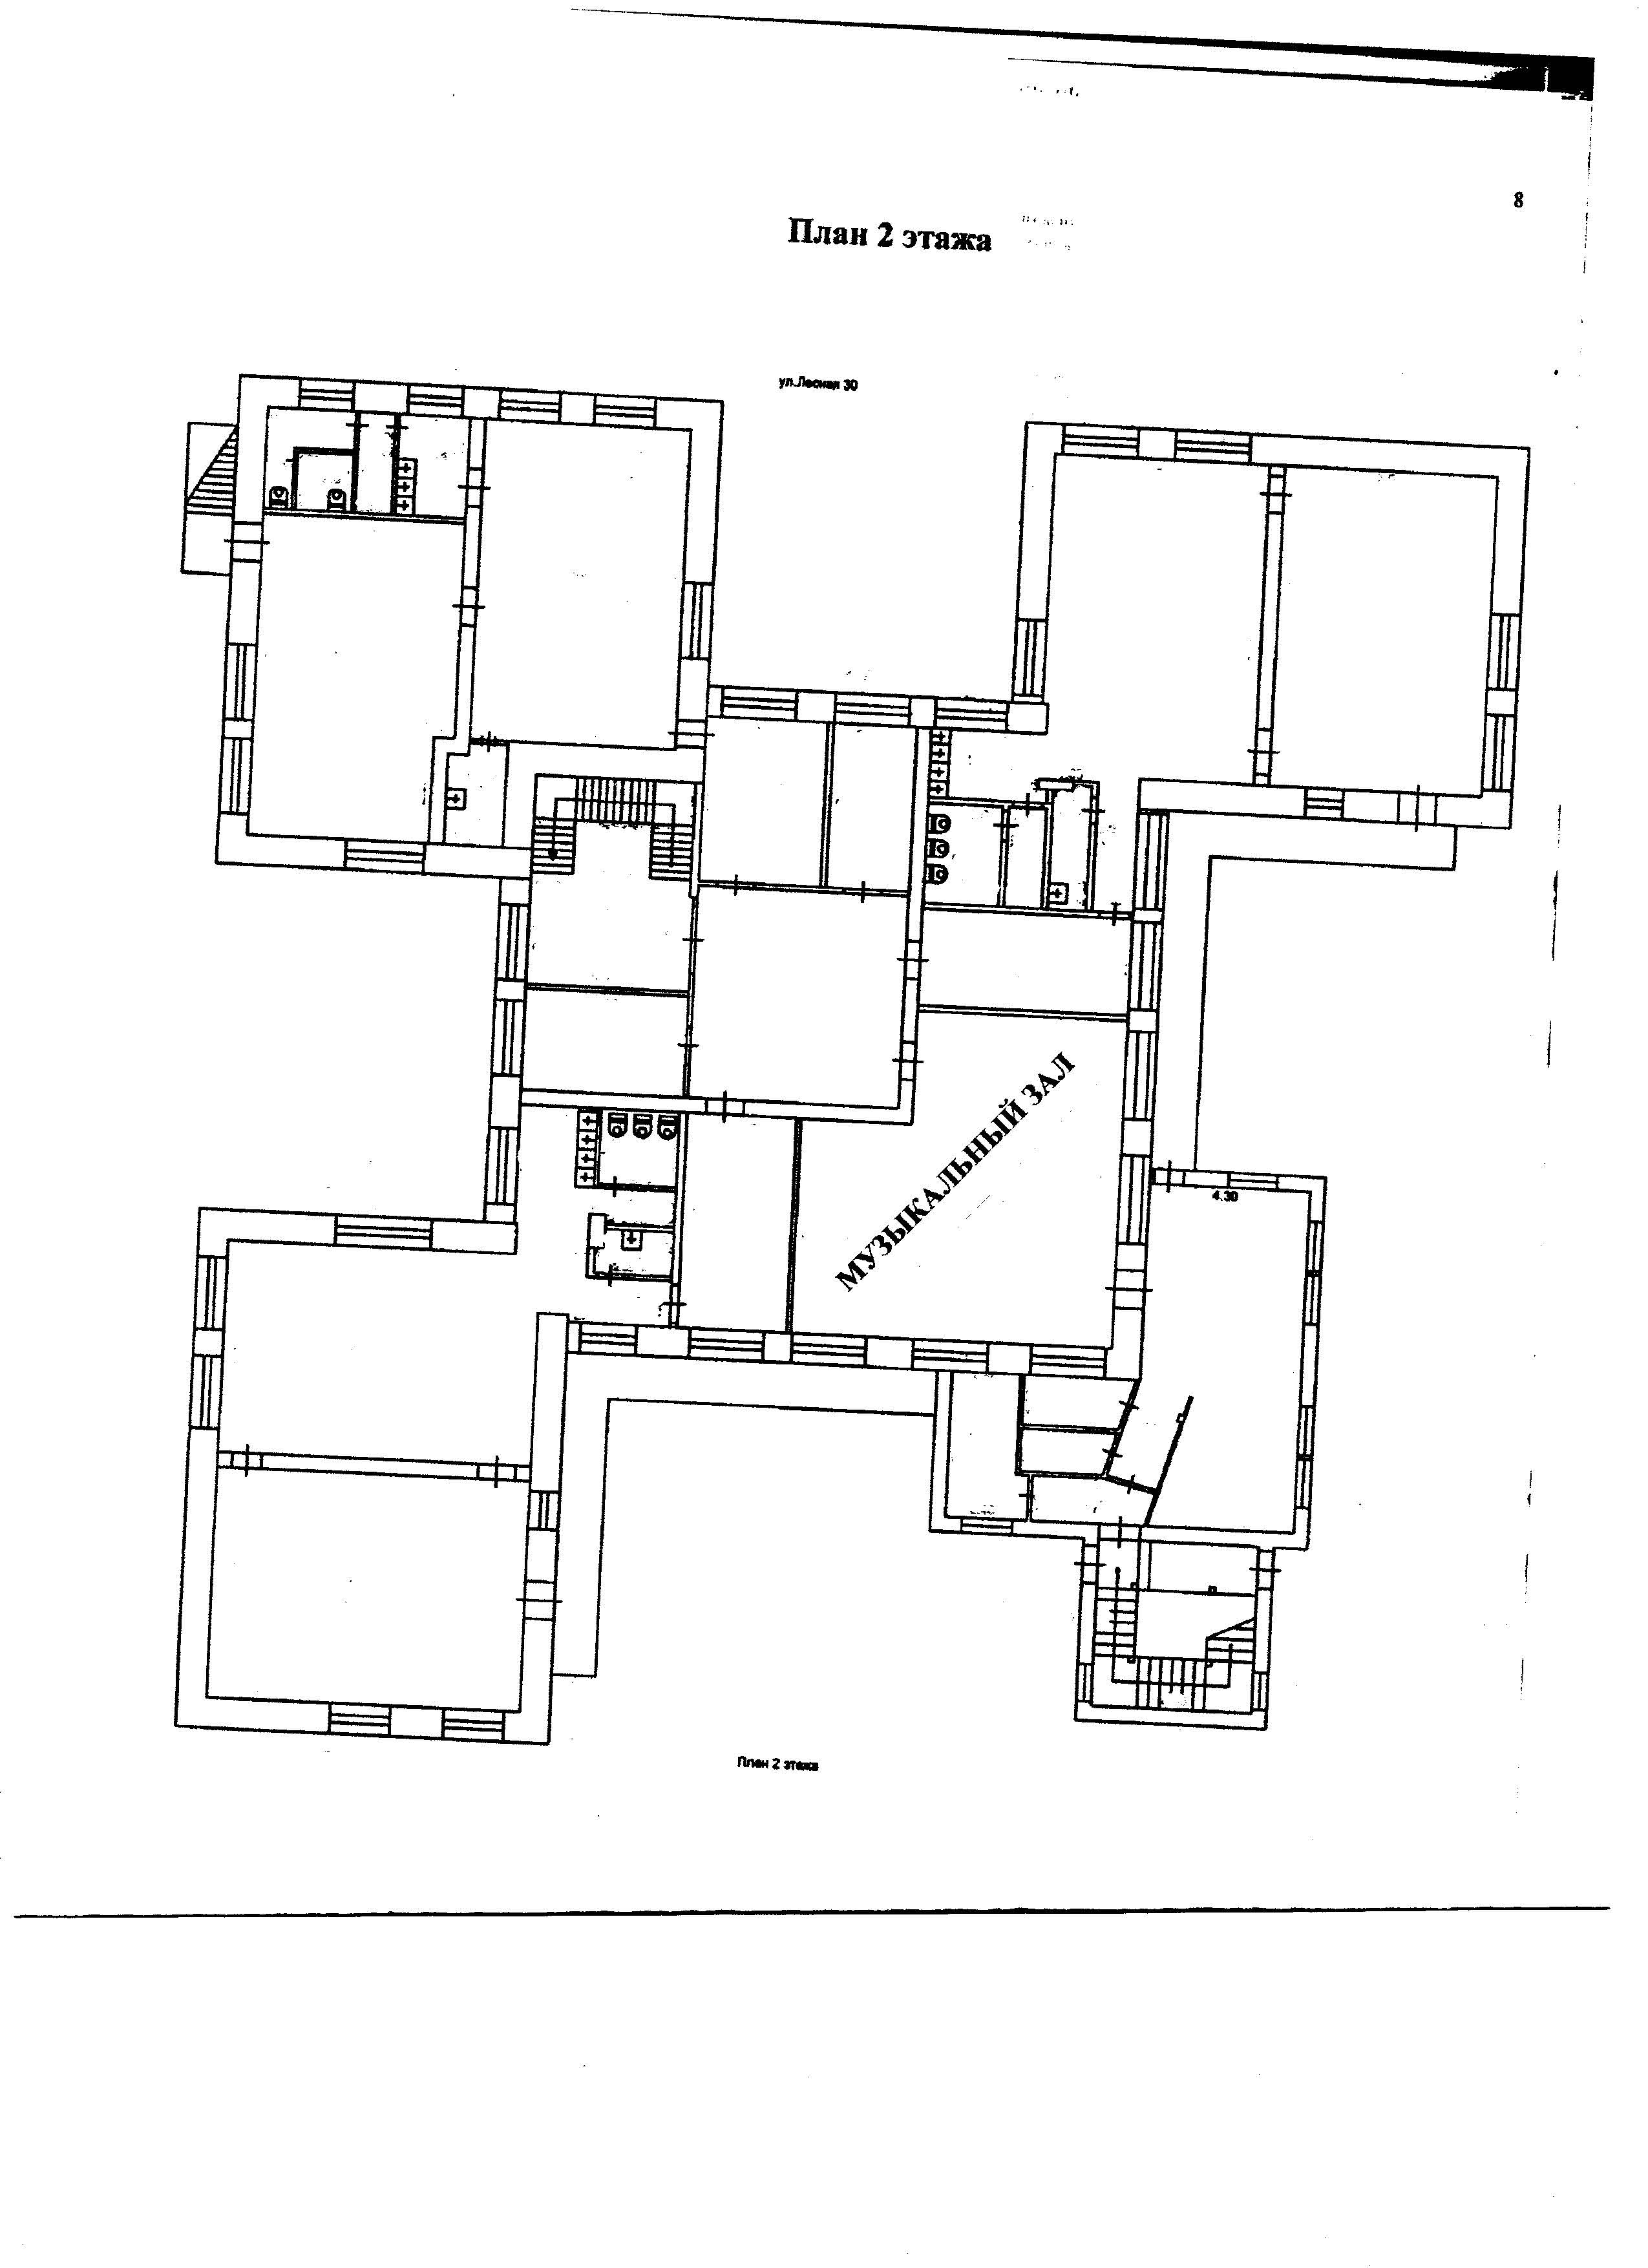 8
План 2 этажа
ул.Лесная 30
МУЗЫКАЛЬНЫЙ ЗАЛ
4.30
План 2 этажа